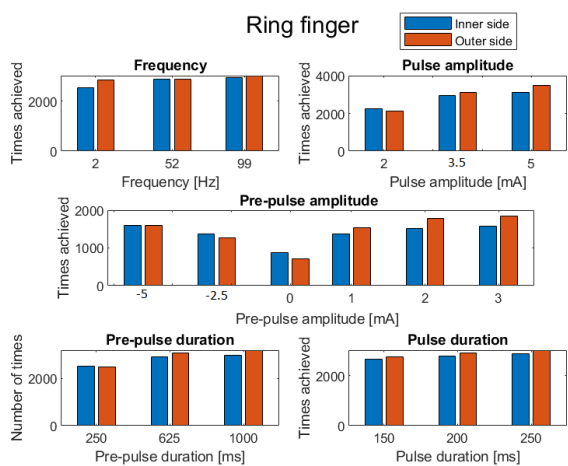 Ring finger
Inner side
Outer side
Frequency
Times achieved
2000
0
2
52
99
Frequency [Hz]
Pulse amplitude
Times achieved
4000
2000
0
2
3.5
5
Pulse amplitude [mA]
Pre-pulse amplitude
Times achieved
2000
1000
0
-5
-2.5
0
1
2
3
Pre-pulse amplitude [mA]
Pre-pulse duration
Number of times
2000
0
250
625
1000
Pre-pulse duration [ms]
Pulse duration
Times achieved
2000
0
150
200
250
Pulse duration [ms]